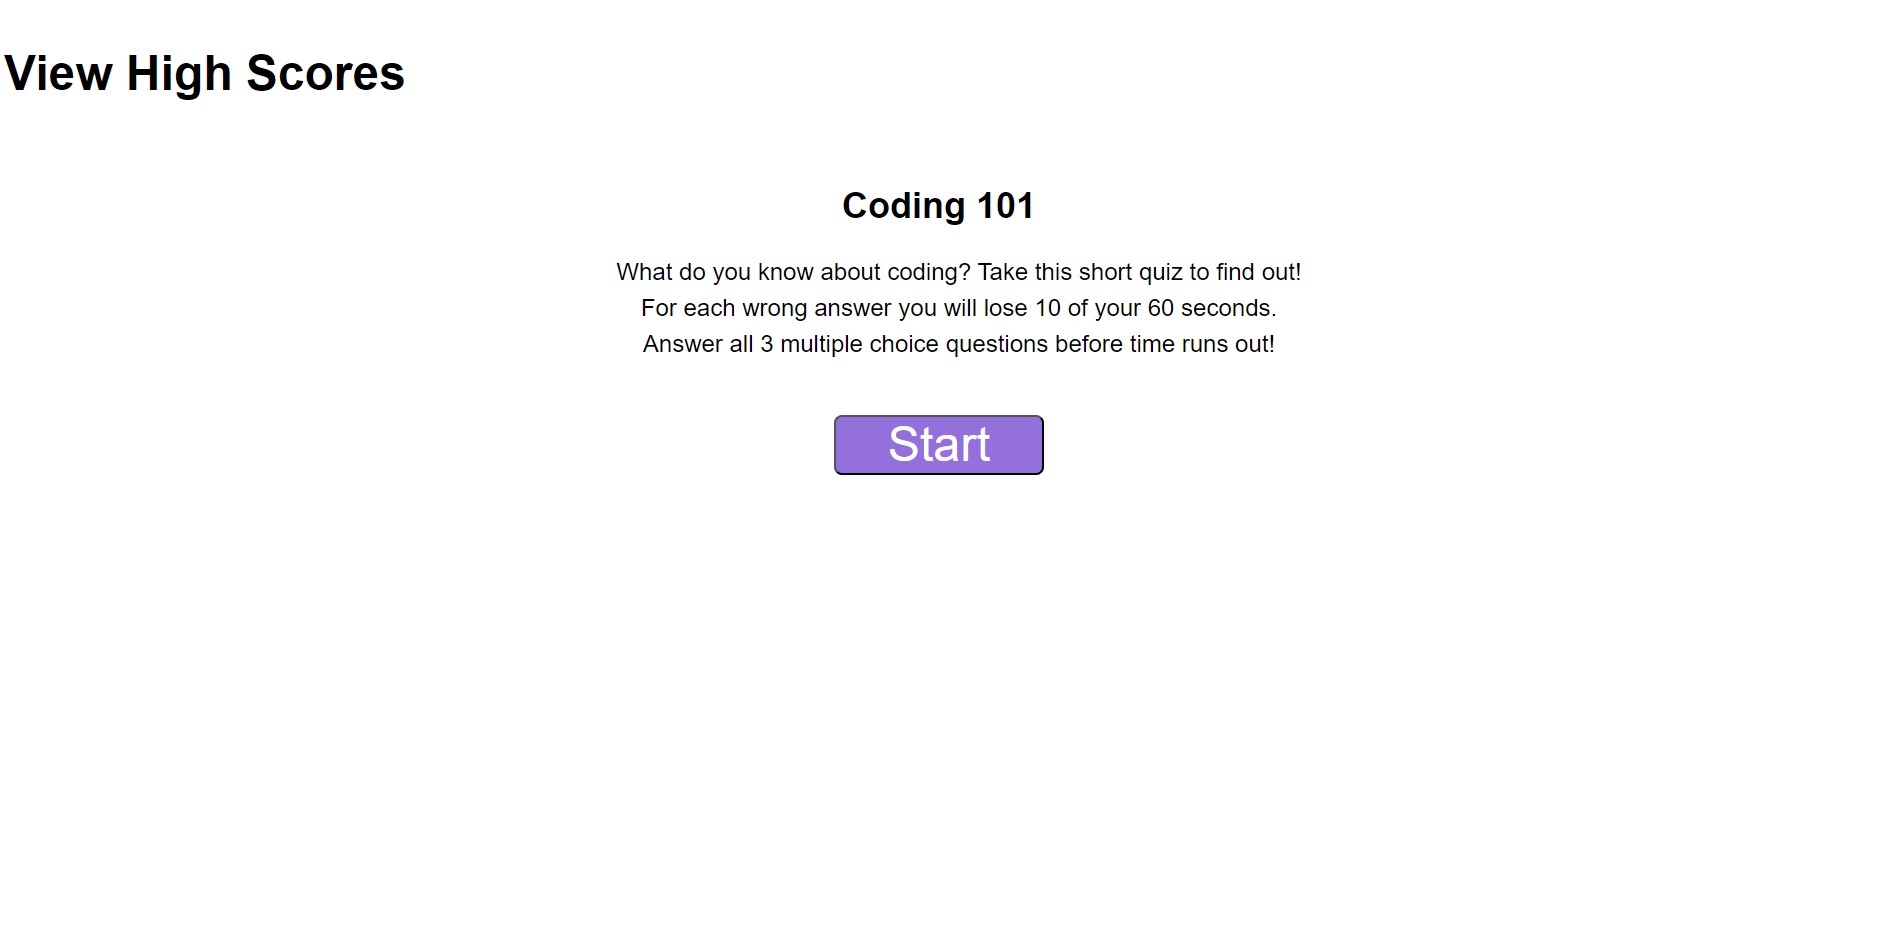 View High Scores
Coding 101
What do you know about coding? Take this short quiz to find out!
For each wrong answer you will lose 10 of your 60 seconds.
Answer all 3 multiple choice questions before time runs out!
Start